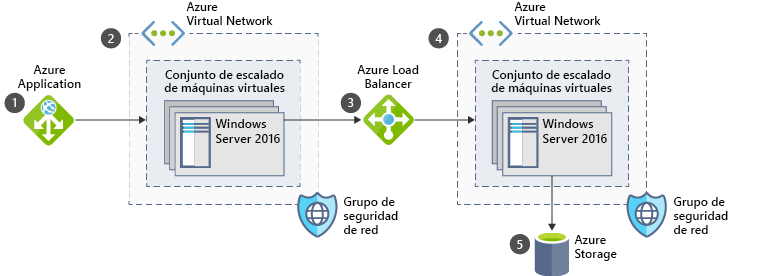 1
Azure
Application
2
Azure
Virtual Network
Conjunto de escalado
de máquinas virtuales
Windows
Server 2016
Grupo de
seguridad
de red
3
Azure Load
Balancer
4
Azure
Virtual Network
Conjunto de escalado
de máquinas virtuales
Windows
Server 2016
Grupo de
seguridad
de red
5
Azure
Storage